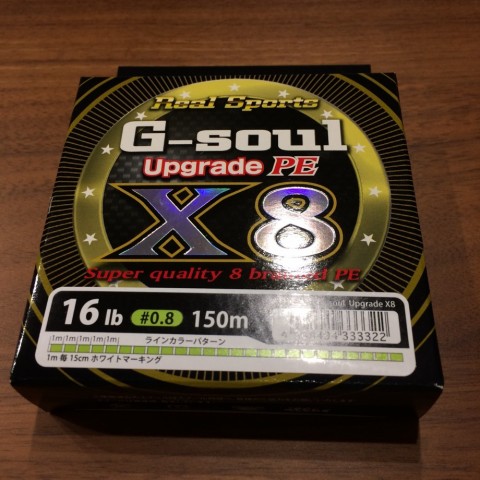 Real Sports
G-soul
Upgrade PE
X8
Super quality 8 braided PE
16 lb #0.8 150m
soul Upgrade X8
333322
1m 1m 1m 1m 1m
ラインカラーパターン
1m 毎 15cm ホワイトマーキング